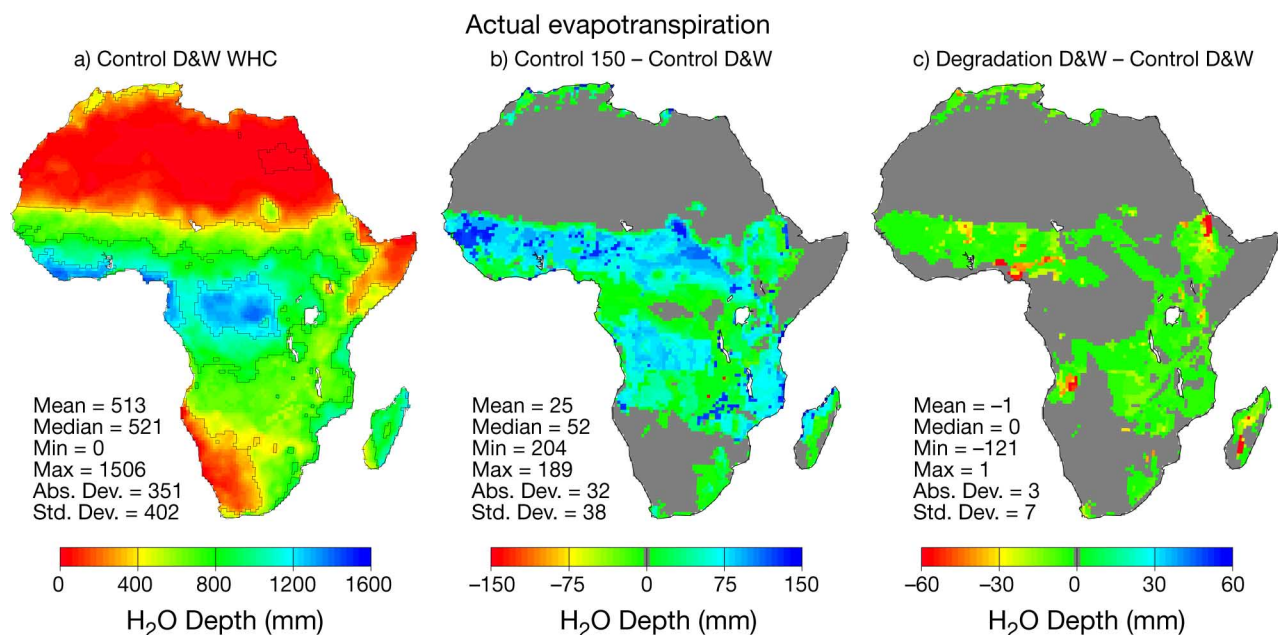 Actual evapotranspiration
a) Control D&W WHC
b) Control 150 – Control D&W
c) Degradation D&W – Control D&W
Mean = 513
Median = 521
Min = 0
Max = 1506
Abs. Dev. = 351
Std. Dev. = 402
Mean = 25
Median = 52
Min = 204
Max = 189
Abs. Dev. = 32
Std. Dev. = 38
Mean = –1
Median = 0
Min = –121
Max = 1
Abs. Dev. = 3
Std. Dev. = 7
0 400 800 1200 1600
–150 –75 0 75 150
–60 –30 0 30 60
H₂O Depth (mm)
H₂O Depth (mm)
H₂O Depth (mm)